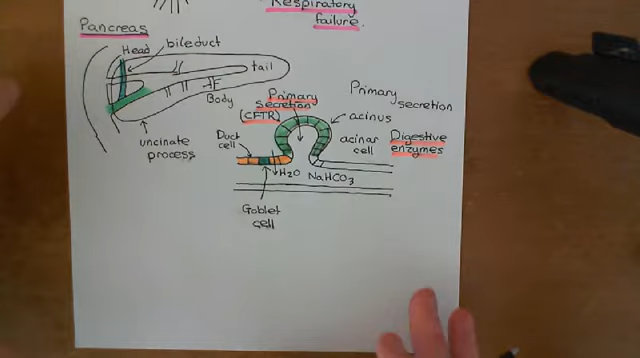 Respiratory
failure.
Pancreas
Head
bileduct
tail
Body
uncinate
process
Primary
Secretion
(CFTR)
Primary
secretion
acinus
acinar
cell
Digestive
enzymes
Duct
cell
H2O
NaHCO3
Goblet
cell